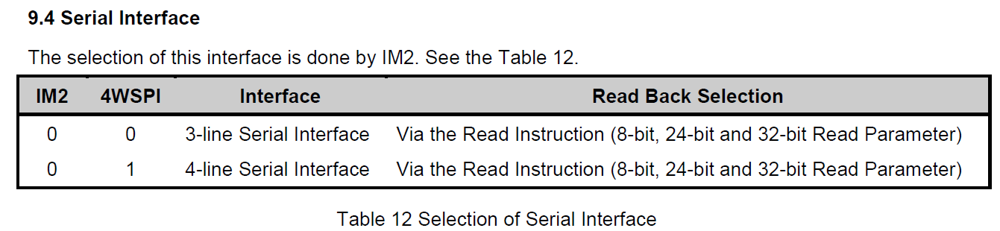 9.4 Serial Interface
The selection of this interface is done by IM2. See the Table 12.
IM2 4WSPI Interface Read Back Selection
0 0 3-line Serial Interface Via the Read Instruction (8-bit, 24-bit and 32-bit Read Parameter)
0 1 4-line Serial Interface Via the Read Instruction (8-bit, 24-bit and 32-bit Read Parameter)
Table 12 Selection of Serial Interface